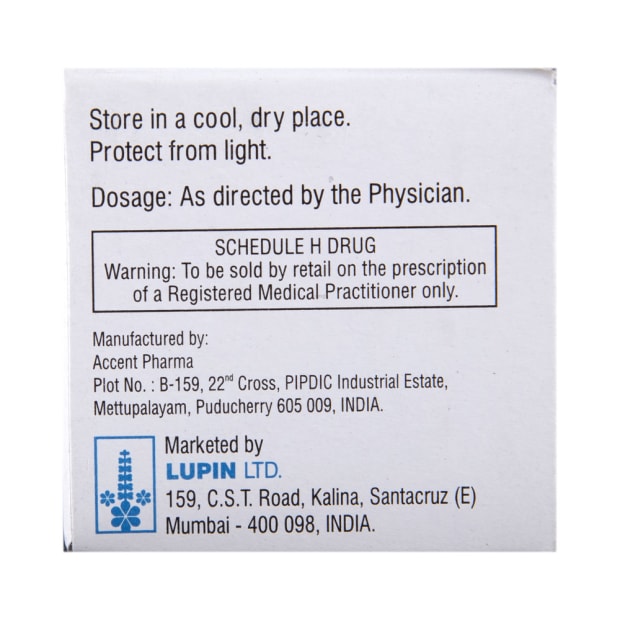 Store in a cool, dry place.
Protect from light.
Dosage: As directed by the Physician.
SCHEDULE H DRUG
Warning: To be sold by retail on the prescription
of a Registered Medical Practitioner only.
Manufactured by:
Accent Pharma
Plot No. : B-159, 22nd Cross, PIPDIC Industrial Estate,
Mettupalayam, Puducherry 605 009, INDIA.
Marketed by
LUPIN LTD.
159, C.S.T. Road, Kalina, Santacruz (E)
Mumbai - 400 098, INDIA.